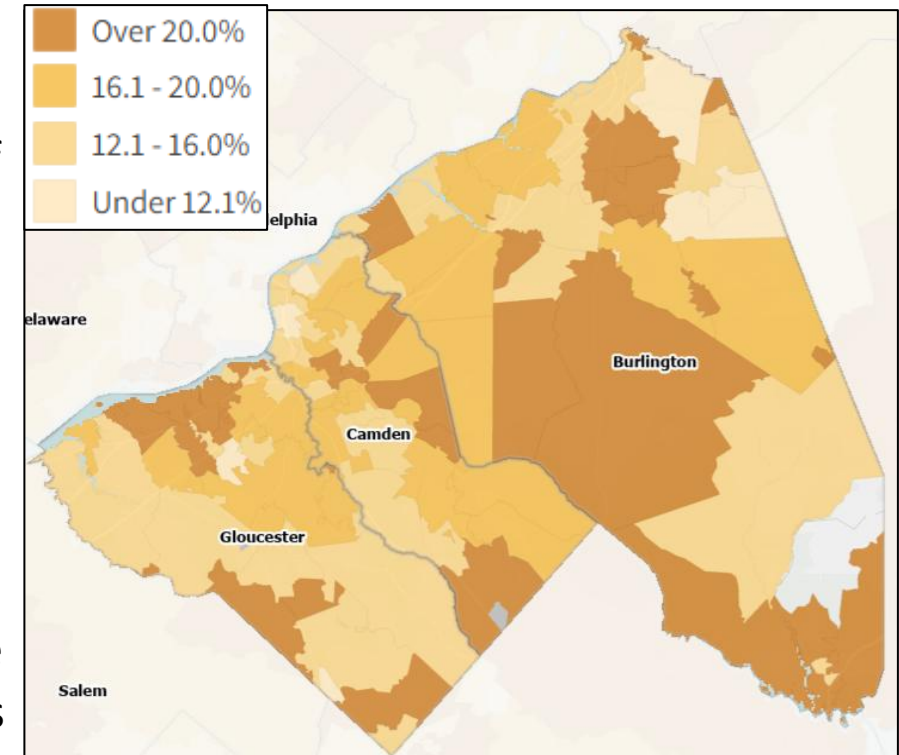 Over 20.0%
16.1 - 20.0%
12.1 - 16.0%
Under 12.1%
elphia
elaware
Burlington
Camden
Gloucester
Salem
s